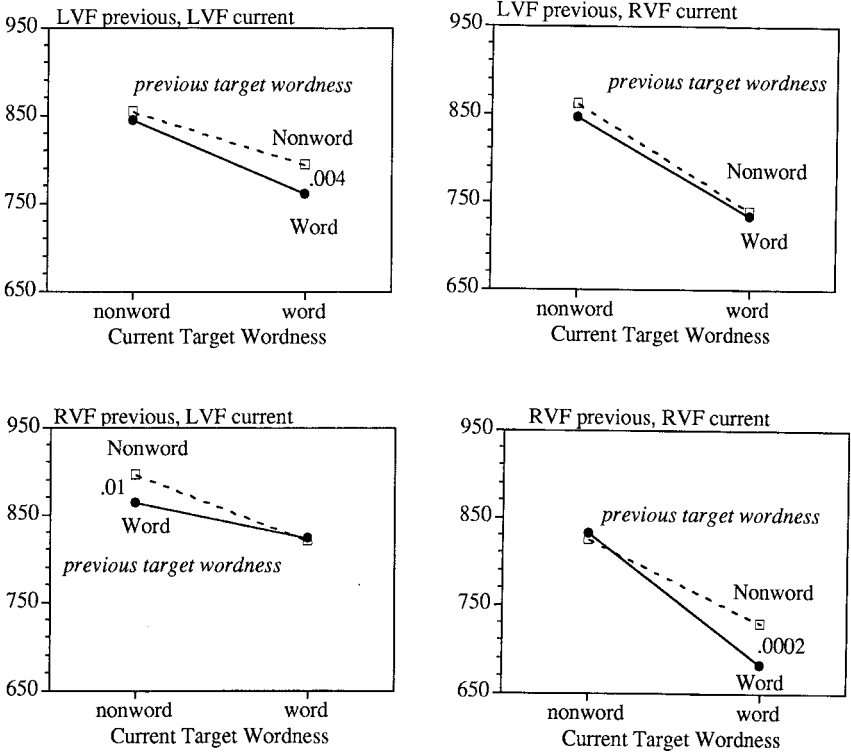 LVF previous, LVF current
950
850
750
650
previous target wordness
Nonword
.004
Word
nonword
word
Current Target Wordness
LVF previous, RVF current
950
850
750
650
previous target wordness
Nonword
Word
nonword
word
Current Target Wordness
RVF previous, LVF current
950
850
750
650
Nonword
.01
Word
previous target wordness
nonword
word
Current Target Wordness
RVF previous, RVF current
950
850
750
650
previous target wordness
Nonword
.0002
Word
nonword
word
Current Target Wordness